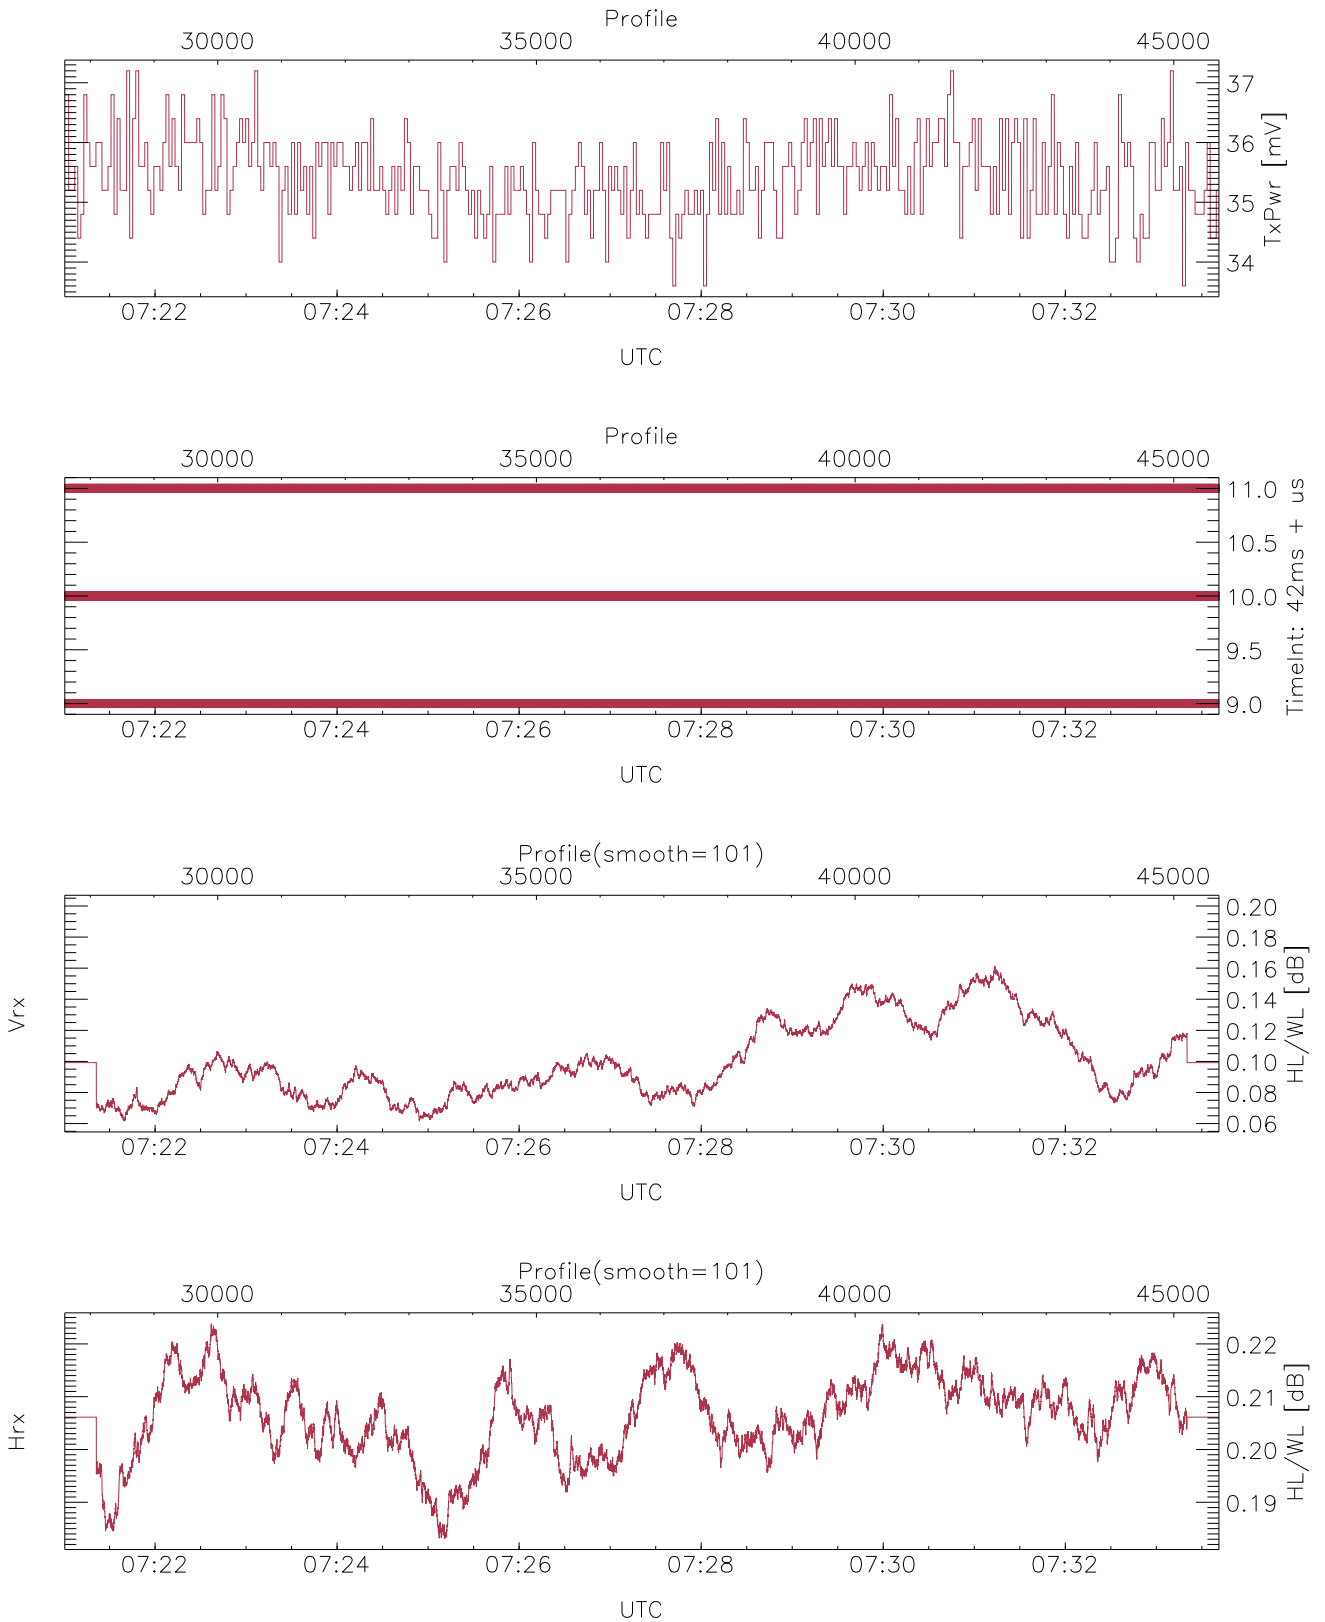 Profile
30000 35000 40000 45000
37
36
35
34
TxPwr [mV]
07:22 07:24 07:26 07:28 07:30 07:32
UTC
Profile
30000 35000 40000 45000
11.0
10.5
10.0
9.5
9.0
TimeInt: 42ms + us
07:22 07:24 07:26 07:28 07:30 07:32
UTC
Profile(smooth=101)
30000 35000 40000 45000
Vrx
0.20
0.18
0.16
0.14
0.12
0.10
0.08
0.06
HL/WL [dB]
07:22 07:24 07:26 07:28 07:30 07:32
UTC
Profile(smooth=101)
30000 35000 40000 45000
Hrx
0.22
0.21
0.20
0.19
HL/WL [dB]
07:22 07:24 07:26 07:28 07:30 07:32
UTC